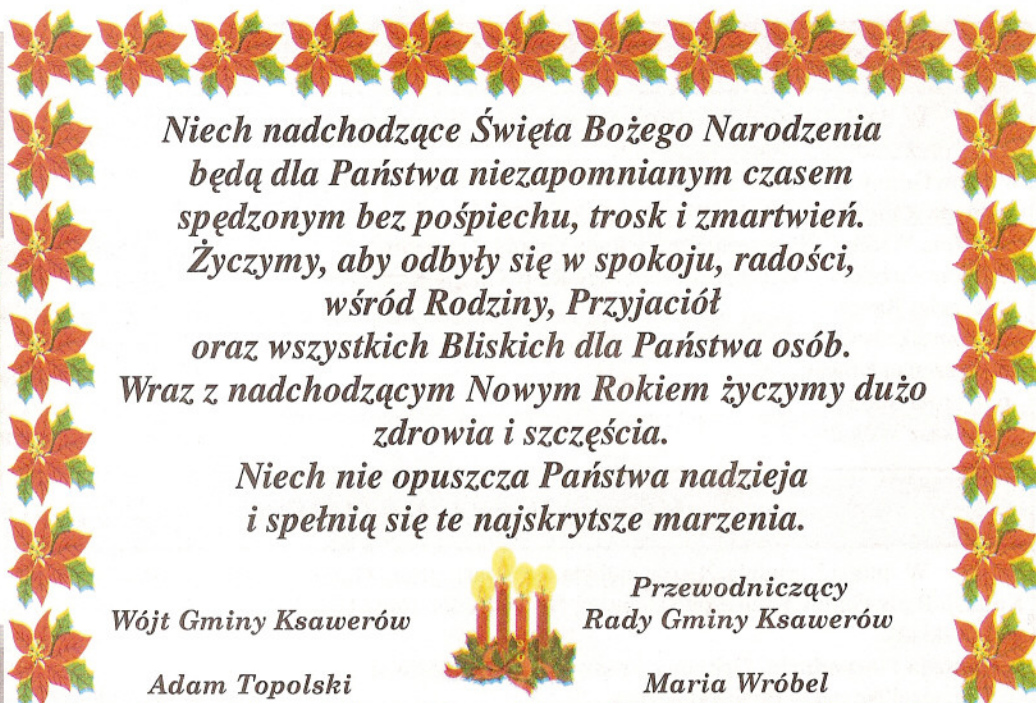 Niech nadchodzące Święta Bożego Narodzenia
będą dla Państwa niezapomnianym czasem
spędzonym bez pośpiechu, trosk i zmartwień.
Życzymy, aby odbyły się w spokoju, radości,
wśród Rodziny, Przyjaciół
oraz wszystkich Bliskich dla Państwa osób.
Wraz z nadchodzącym Nowym Rokiem życzymy dużo
zdrowia i szczęścia.
Niech nie opuszcza Państwa nadzieja
i spełnią się te najskrytsze marzenia.
Wójt Gminy Ksawerów
Adam Topolski
Przewodniczący
Rady Gminy Ksawerów
Maria Wróbel